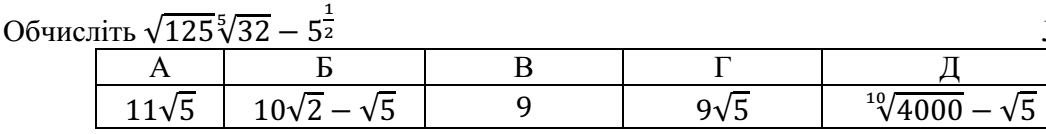 Обчисліть √125 ⁵√32 − 5^(1/2)
А Б В Г Д
11√5 10√2 − √5 9 9√5 ¹⁰√4000 − √5